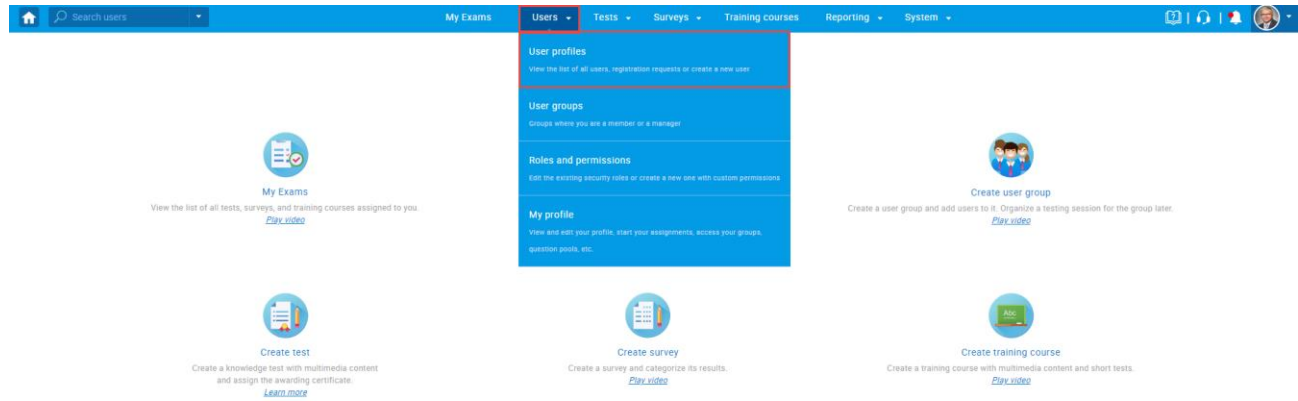 Search users
My Exams Users Tests Surveys Training courses Reporting System
User profiles
View the list of all users, registration requests or create a new user
User groups
Groups where you are a member or a manager
Roles and permissions
Edit the existing security roles or create a new one with custom permissions
My profile
View and edit your profile, start your assignments, access your groups,
question pools, etc.
My Exams
View the list of all tests, surveys, and training courses assigned to you.
Play video
Create user group
Create a user group and add users to it. Organize a testing session for the group later.
Play video
Create test
Create a knowledge test with multimedia content
and assign the awarding certificate.
Learn more
Create survey
Create a survey and categorize its results.
Play video
Abc
Create training course
Create a training course with multimedia content and short tests.
Play video